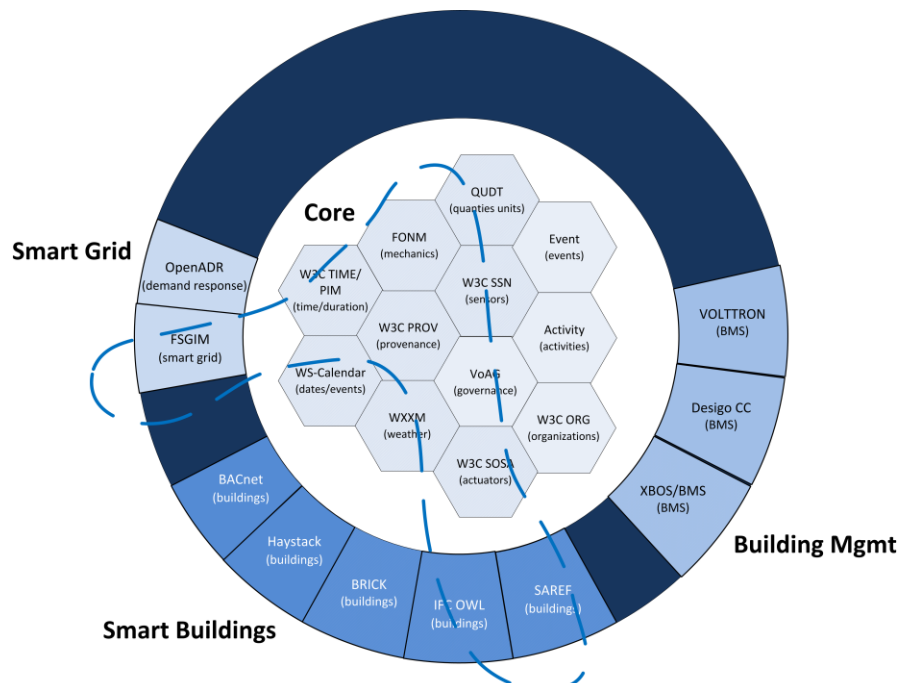 Core
QUDT
(quanties units)
FONM
(mechanics)
Event
(events)
Smart Grid
OpenADR
(demand response)
W3C TIME/
PIM
(time/duration)
W3C SSN
(sensors)
FSGIM
(smart grid)
W3C PROV
(provenance)
Activity
(activities)
VOLTTRON
(BMS)
WS-Calendar
(dates/events)
VoAG
(governance)
WXXM
(weather)
W3C ORG
(organizations)
Desigo CC
(BMS)
W3C SOSA
(actuators)
BACnet
(buildings)
XBOS/BMS
(BMS)
Haystack
(buildings)
Building Mgmt
BRICK
(buildings)
IFC OWL
(buildings)
SAREF
(buildings)
Smart Buildings